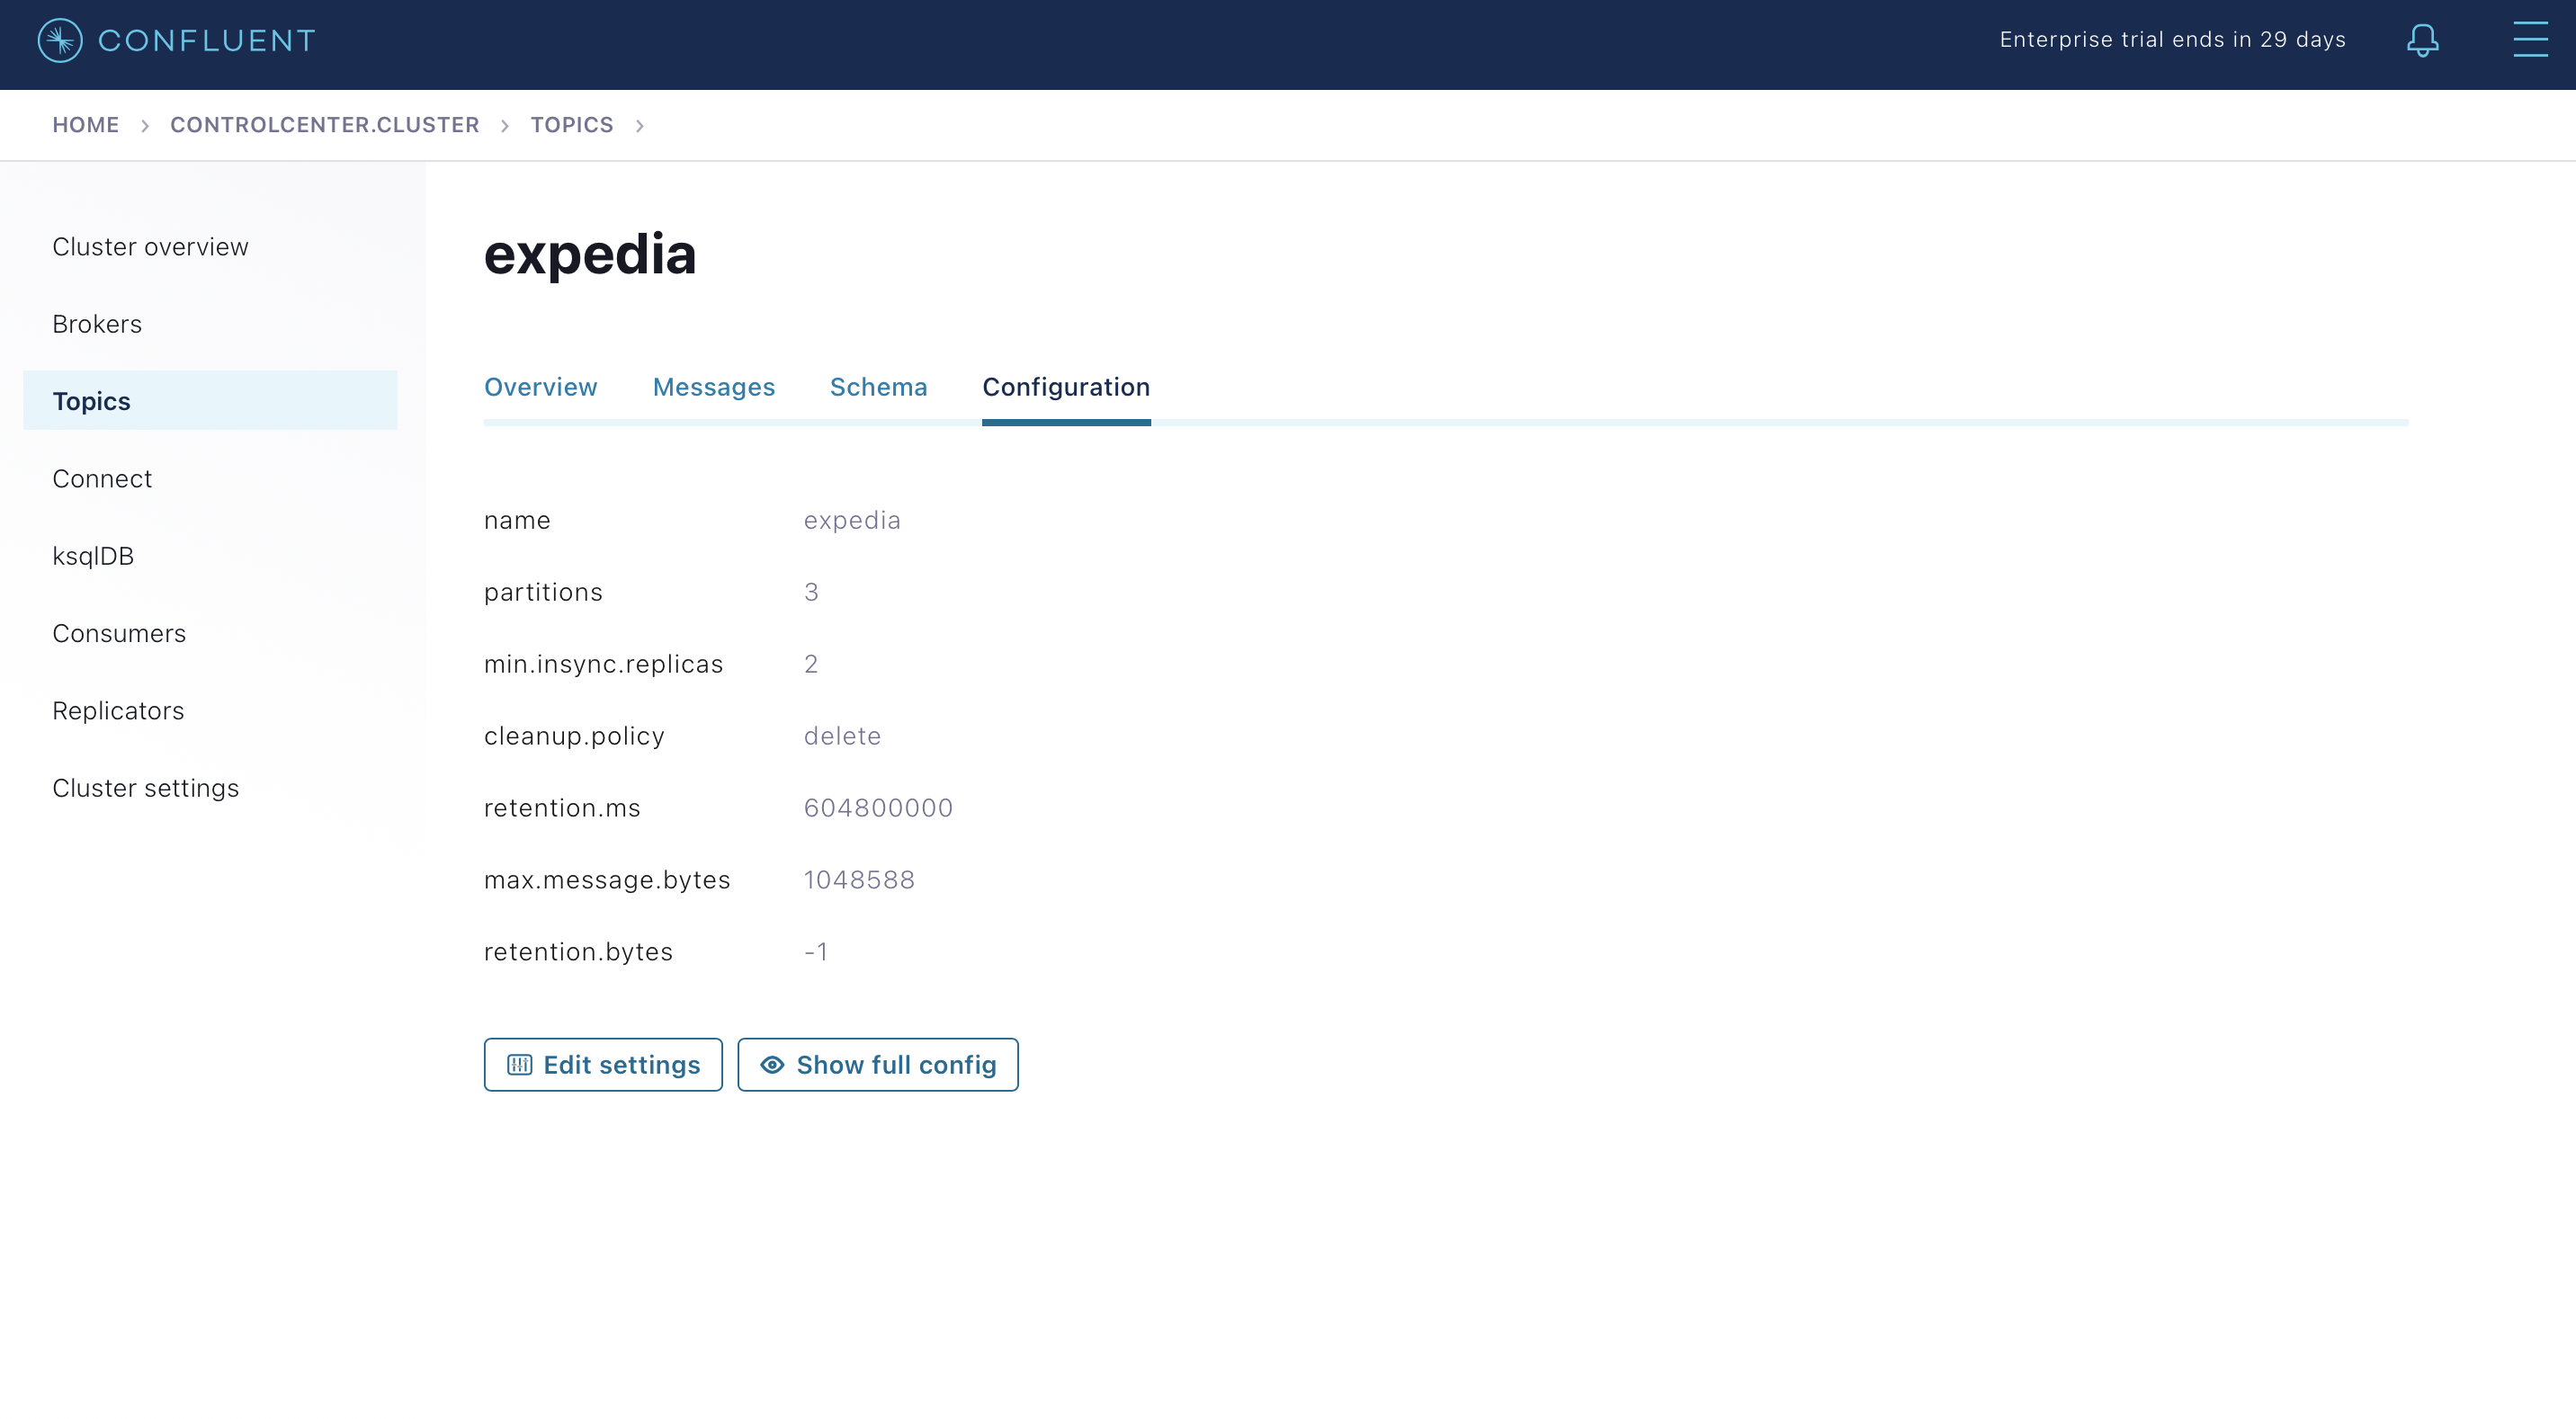 CONFLUENT
Enterprise trial ends in 29 days
HOME > CONTROLCENTER.CLUSTER > TOPICS >
Cluster overview
Brokers
Topics
Connect
ksqlDB
Consumers
Replicators
Cluster settings
expedia
Overview Messages Schema Configuration
name expedia
partitions 3
min.insync.replicas 2
cleanup.policy delete
retention.ms 604800000
max.message.bytes 1048588
retention.bytes -1
Edit settings Show full config